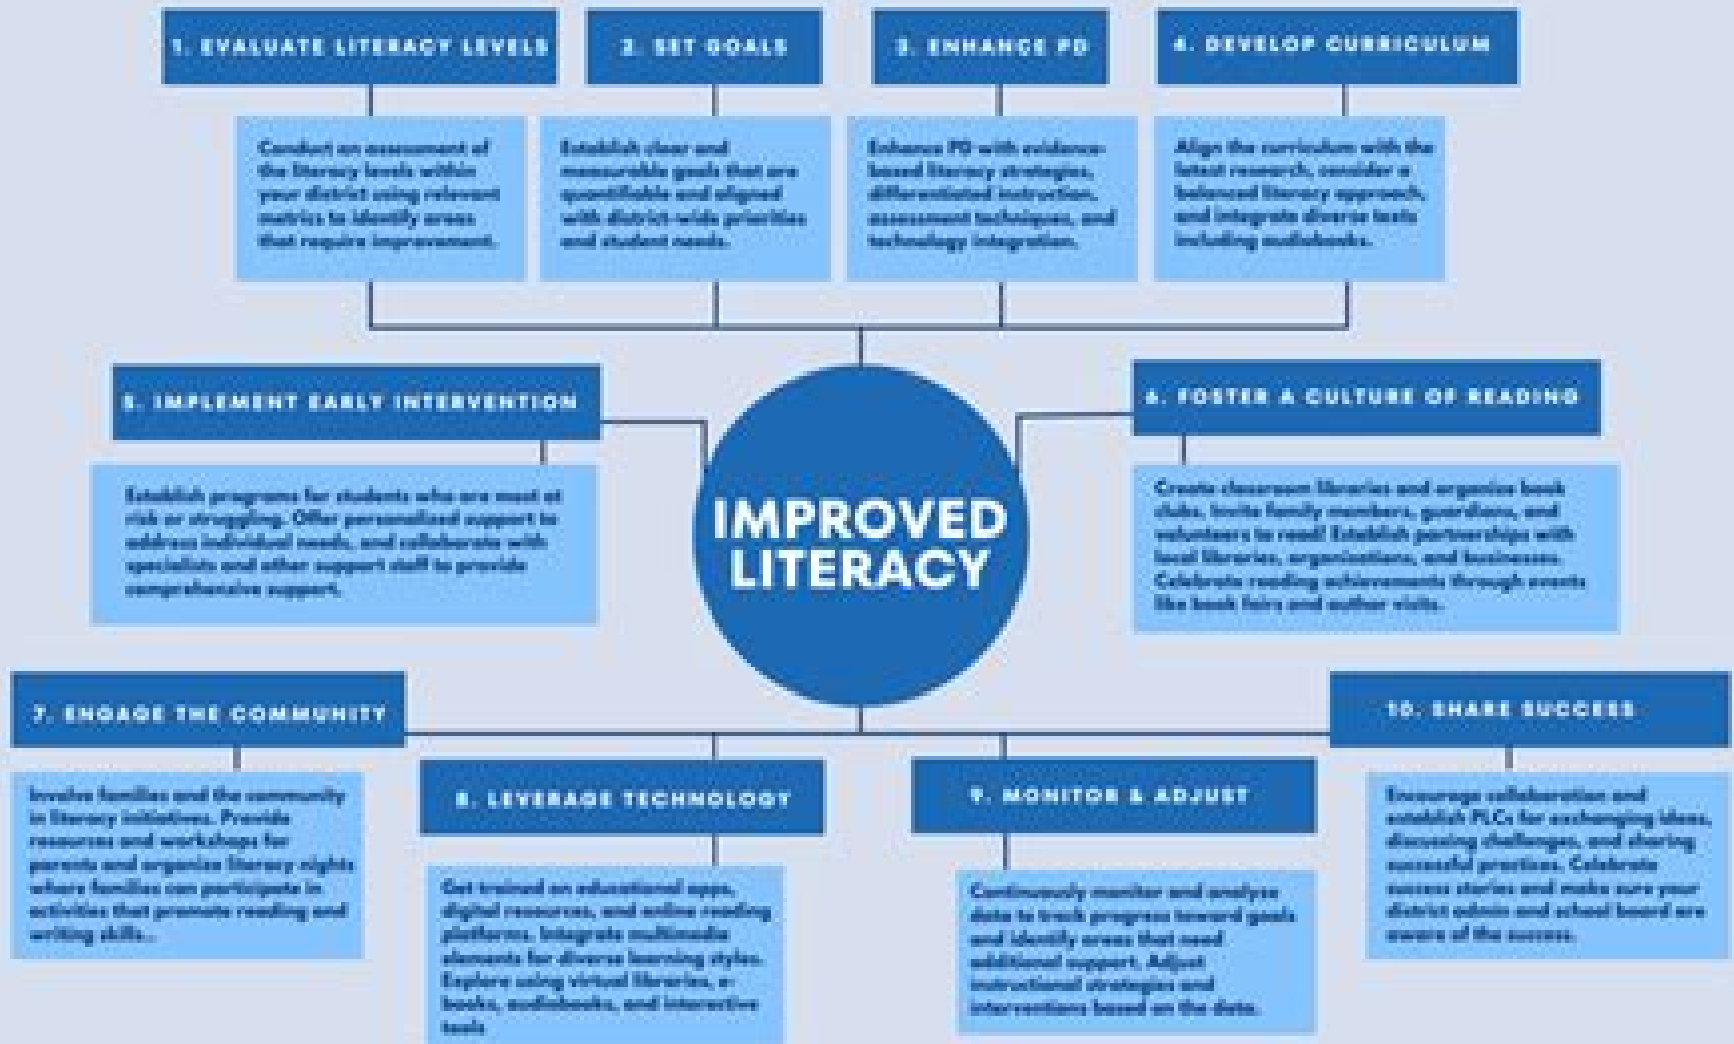 1. EVALUATE LITERACY LEVELS
Conduct an assessment of
the literacy levels within
your district using relevant
metrics to identify areas
that require improvement.
2. SET GOALS
Establish clear and
measurable goals that are
quantifiable and aligned
with district-wide priorities
and student needs.
3. ENHANCE PD
Enhance PD with evidence-
based literacy strategies,
differentiated instruction,
assessment techniques, and
technology integration.
4. DEVELOP CURRICULUM
Align the curriculum with the
latest research, consider a
balanced literacy approach,
and integrate diverse texts
including audiobooks.
5. IMPLEMENT EARLY INTERVENTION
Establish programs for students who are most at
risk or struggling. Offer personalized support to
address individual needs, and collaborate with
specialists and other support staff to provide
comprehensive support.
IMPROVED
LITERACY
6. FOSTER A CULTURE OF READING
Create classroom libraries and organize book
clubs. Invite family members, guardians, and
volunteers to read! Establish partnerships with
local libraries, organizations, and businesses.
Celebrate reading achievements through events
like book fairs and author visits.
7. ENGAGE THE COMMUNITY
Involve families and the community
in literacy initiatives. Provide
resources and workshops for
parents and organize literacy nights
where families can participate in
activities that promote reading and
writing skills..
8. LEVERAGE TECHNOLOGY
Get trained on educational apps,
digital resources, and online reading
platforms. Integrate multimedia
elements for diverse learning styles.
Explore using virtual libraries, e-
books, audiobooks, and interactive
tools
9. MONITOR & ADJUST
Continuously monitor and analyze
data to track progress toward goals
and identify areas that need
additional support. Adjust
instructional strategies and
interventions based on the data.
10. SHARE SUCCESS
Encourage collaboration and
establish PLCs for exchanging ideas,
discussing challenges, and sharing
successful practices. Celebrate
success stories and make sure your
district admin and school board are
aware of the success.